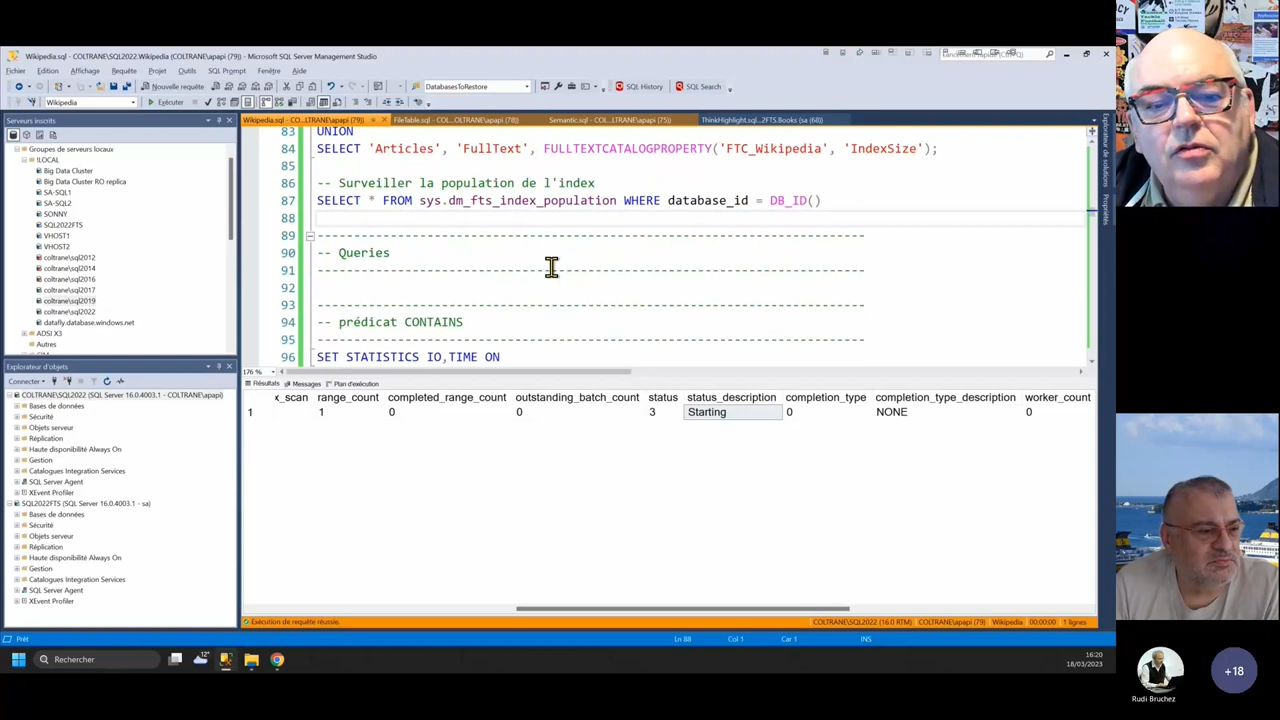 Wikipedia.sql - COLTRANE\SQL2022.Wikipedia (COLTRANE\apapi (79)) - Microsoft SQL Server Management Studio
Fichier Edition Affichage Requête Projet Outils SQL Prompt Fenêtre Aide
Nouvelle requête DatabasesToRestore SQL History SQL Search
Wikipedia Exécuter
Serveurs inscrits
Groupes de serveurs locaux
!LOCAL
Big Data Cluster
Big Data Cluster RO replica
SA-SQL1
SA-SQL2
SONNY
SQL2022FTS
VHOST1
VHOST2
coltrane\sql2012
coltrane\sql2014
coltrane\sql2016
coltrane\sql2017
coltrane\sql2019
coltrane\sql2022
datafly.database.windows.net
ADSI X3
Autres
Explorateur d'objets
Connecter
COLTRANE\SQL2022 (SQL Server 16.0.4003.1 - COLTRANE\apapi)
Bases de données
Sécurité
Objets serveur
Réplication
Haute disponibilité Always On
Gestion
Catalogues Integration Services
SQL Server Agent
XEvent Profiler
SQL2022FTS (SQL Server 16.0.4003.1 - sa)
Bases de données
Sécurité
Objets serveur
Réplication
Haute disponibilité Always On
Gestion
Catalogues Integration Services
SQL Server Agent
XEvent Profiler
Wikipedia.sql - CO...LTRANE\apapi (79)) FileTable.sql - COL...COLTRANE\apapi (78)) Semantic.sql - COL...LTRANE\apapi (75)) ThinkHighlight.sql...2FTS.Books (sa (68))
83 UNION
84 SELECT 'Articles', 'FullText', FULLTEXTCATALOGPROPERTY('FTC_Wikipedia', 'IndexSize');
85
86 -- Surveiller la population de l'index
87 SELECT * FROM sys.dm_fts_index_population WHERE database_id = DB_ID()
88
89 --------------------------------------------------------------
90 -- Queries
91 --------------------------------------------------------------
92
93 --------------------------------------------------------------
94 -- prédicat CONTAINS
95 --------------------------------------------------------------
96 SET STATISTICS IO,TIME ON
176 %
Résultats Messages Plan d'exécution
x_scan range_count completed_range_count outstanding_batch_count status status_description completion_type completion_type_description worker_count
1 1 0 0 3 Starting 0 NONE 0
Exécution de requête réussie. COLTRANE\SQL2022 (16.0 RTM) COLTRANE\apapi (79) Wikipedia 00:00:00 1 lignes
Prêt Ln 88 Col 1 Car 1 INS
Rechercher 12° 16:20
18/03/2023
Explorateur de solutions
Propriétés
Rudi Bruchez
+18